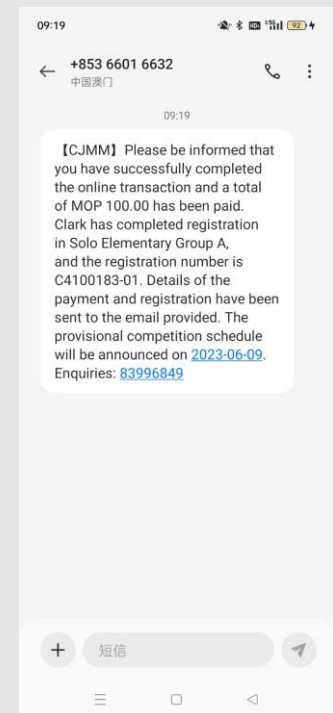 09:19
92
+853 6601 6632
中国澳门
09:19
【CJMM】Please be informed that
you have successfully completed
the online transaction and a total
of MOP 100.00 has been paid.
Clark has completed registration
in Solo Elementary Group A,
and the registration number is
C4100183-01. Details of the
payment and registration have been
sent to the email provided. The
provisional competition schedule
will be announced on 2023-06-09.
Enquiries: 83996849
短信